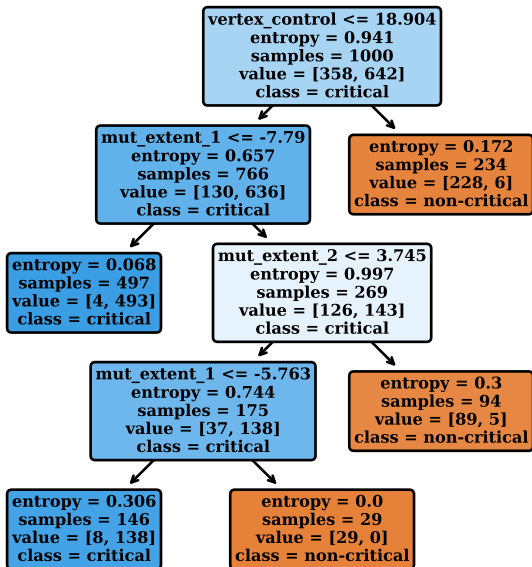 vertex_control <= 18.904
entropy = 0.941
samples = 1000
value = [358, 642]
class = critical
mut_extent_1 <= -7.79
entropy = 0.657
samples = 766
value = [130, 636]
class = critical
entropy = 0.172
samples = 234
value = [228, 6]
class = non-critical
entropy = 0.068
samples = 497
value = [4, 493]
class = critical
mut_extent_2 <= 3.745
entropy = 0.997
samples = 269
value = [126, 143]
class = critical
mut_extent_1 <= -5.763
entropy = 0.744
samples = 175
value = [37, 138]
class = critical
entropy = 0.3
samples = 94
value = [89, 5]
class = non-critical
entropy = 0.306
samples = 146
value = [8, 138]
class = critical
entropy = 0.0
samples = 29
value = [29, 0]
class = non-critical